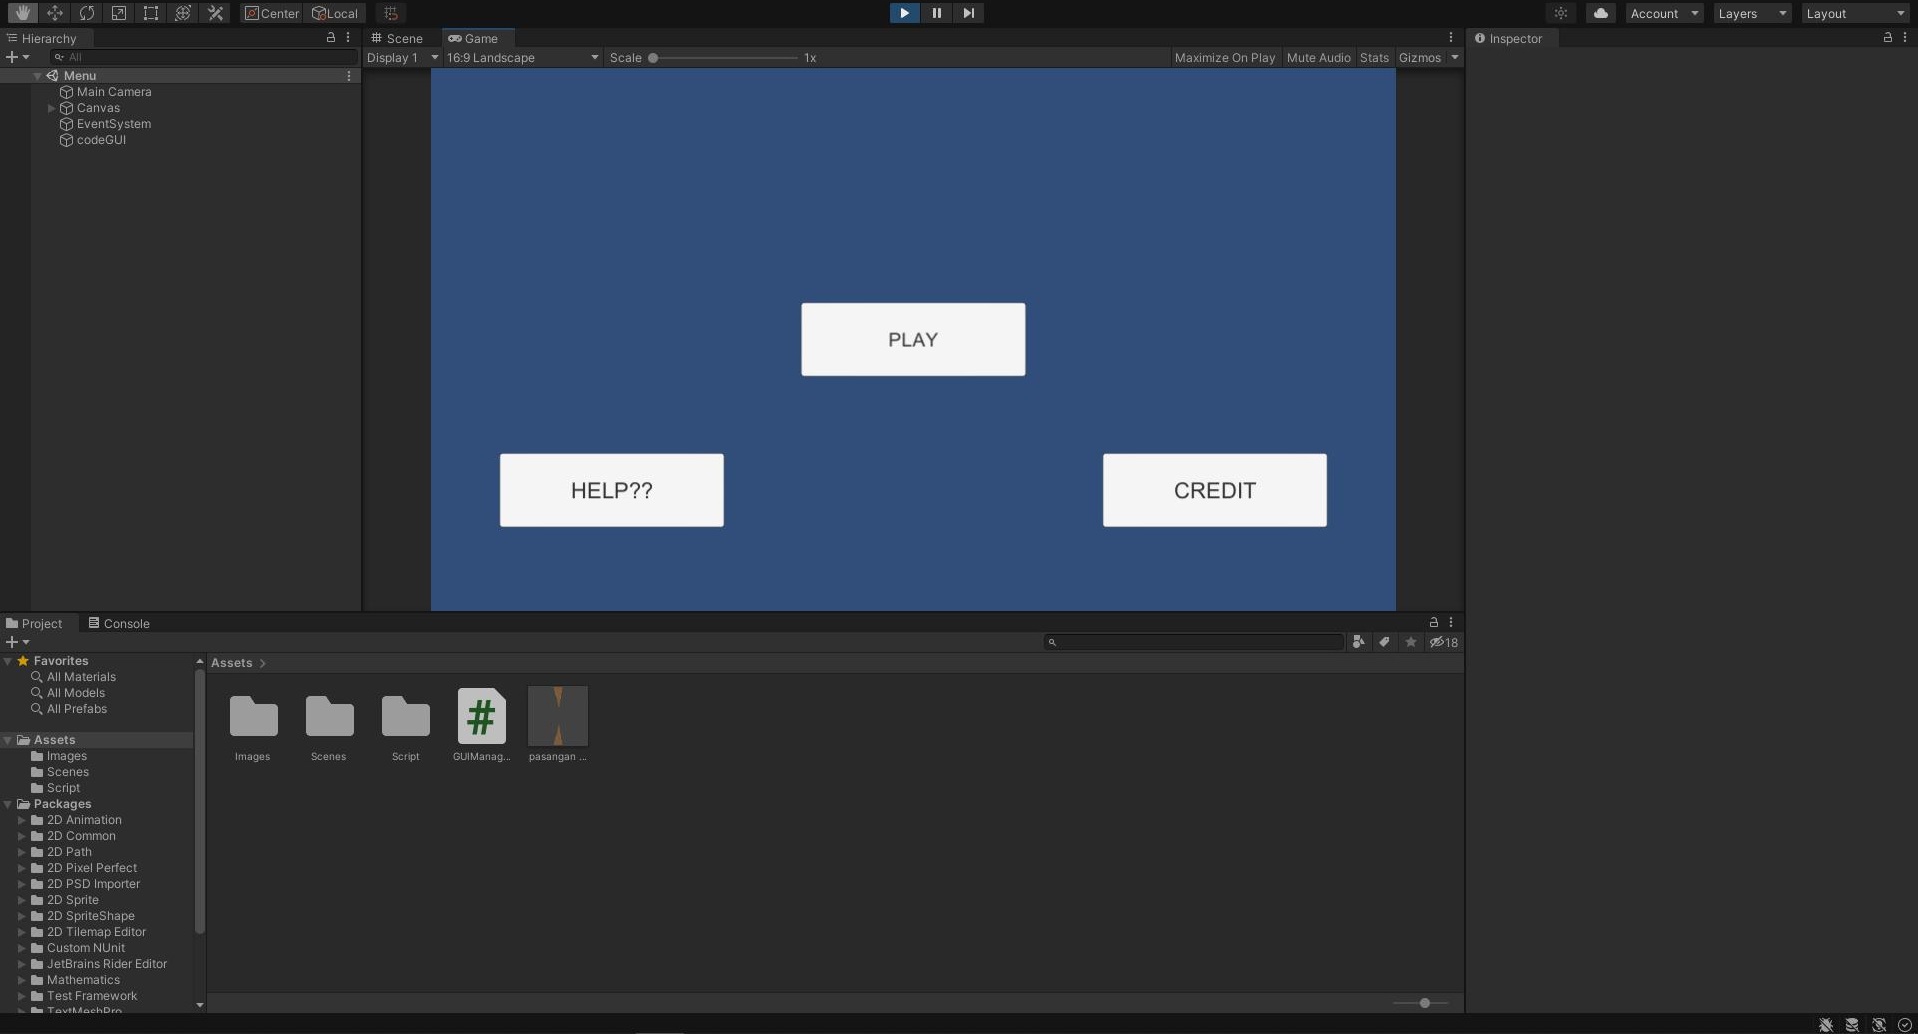 Center Local Account Layers Layout
Hierarchy
All
Menu
Main Camera
Canvas
EventSystem
codeGUI
Scene Game
Display 1 16:9 Landscape Scale 1x Maximize On Play Mute Audio Stats Gizmos
PLAY
HELP??
CREDIT
Inspector
Project Console
18
Favorites
All Materials
All Models
All Prefabs
Assets
Images
Scenes
Script
Packages
2D Animation
2D Common
2D Path
2D Pixel Perfect
2D PSD Importer
2D Sprite
2D SpriteShape
2D Tilemap Editor
Custom NUnit
JetBrains Rider Editor
Mathematics
Test Framework
TextMeshPro
Assets
Images Scenes Script GUIManag... pasangan ...